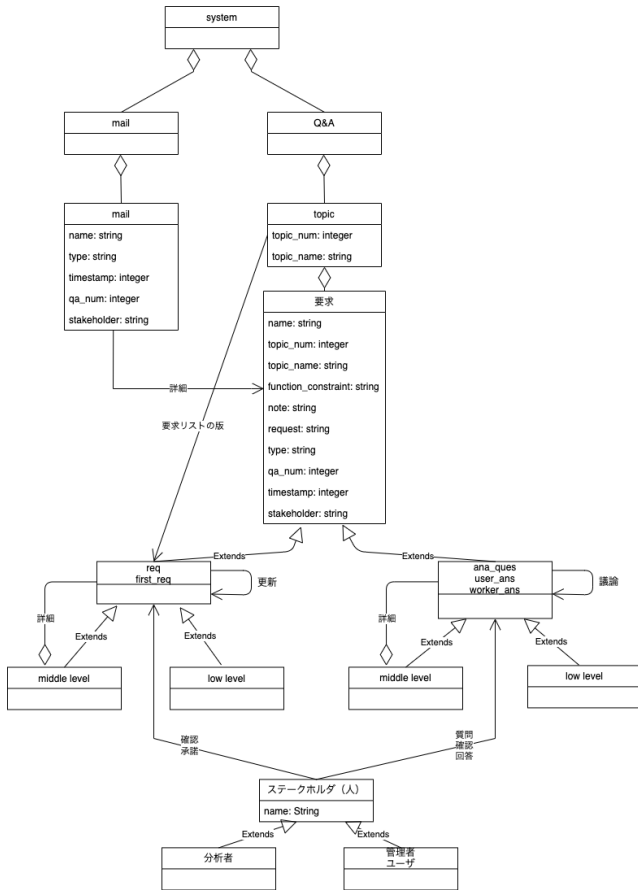 system
mail
Q&A
mail
name: string
type: string
timestamp: integer
qa_num: integer
stakeholder: string
topic
topic_num: integer
topic_name: string
要求
name: string
topic_num: integer
topic_name: string
function_constraint: string
note: string
request: string
type: string
qa_num: integer
timestamp: integer
stakeholder: string
詳細
要求リストの版
Extends
Extends
req
first_req
更新
ana_ques
user_ans
worker_ans
議論
詳細
Extends
Extends
詳細
Extends
Extends
middle level
low level
middle level
low level
確認
承諾
質問
確認
回答
ステークホルダ（人）
name: String
Extends
Extends
分析者
管理者
ユーザ